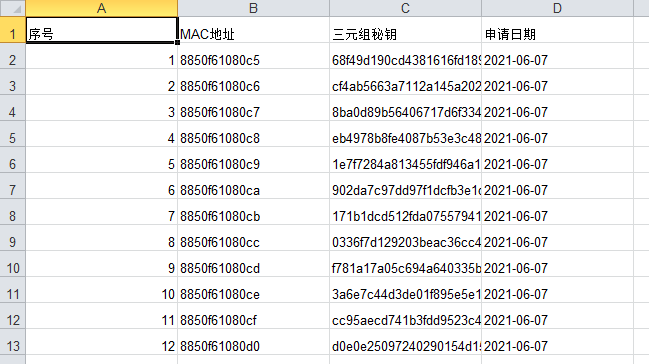 A B C D
1 序号 MAC地址 三元组秘钥 申请日期
2 1 8850f61080c5 68f49d190cd4381616fd189 2021-06-07
3 2 8850f61080c6 cf4ab5663a7112a145a202 2021-06-07
4 3 8850f61080c7 8ba0d89b56406717d6f334 2021-06-07
5 4 8850f61080c8 eb4978b8fe4087b53e3c48 2021-06-07
6 5 8850f61080c9 1e7f7284a813455fdf946a1 2021-06-07
7 6 8850f61080ca 902da7c97dd97f1dcfb3e1c 2021-06-07
8 7 8850f61080cb 171b1dcd512fda07557941 2021-06-07
9 8 8850f61080cc 0336f7d129203beac36cc4 2021-06-07
10 9 8850f61080cd f781a17a05c694a640335b 2021-06-07
11 10 8850f61080ce 3a6e7c44d3de01f895e5e1 2021-06-07
12 11 8850f61080cf cc95aecd741b3fdd9523c4 2021-06-07
13 12 8850f61080d0 d0e0e25097240290154d15 2021-06-07